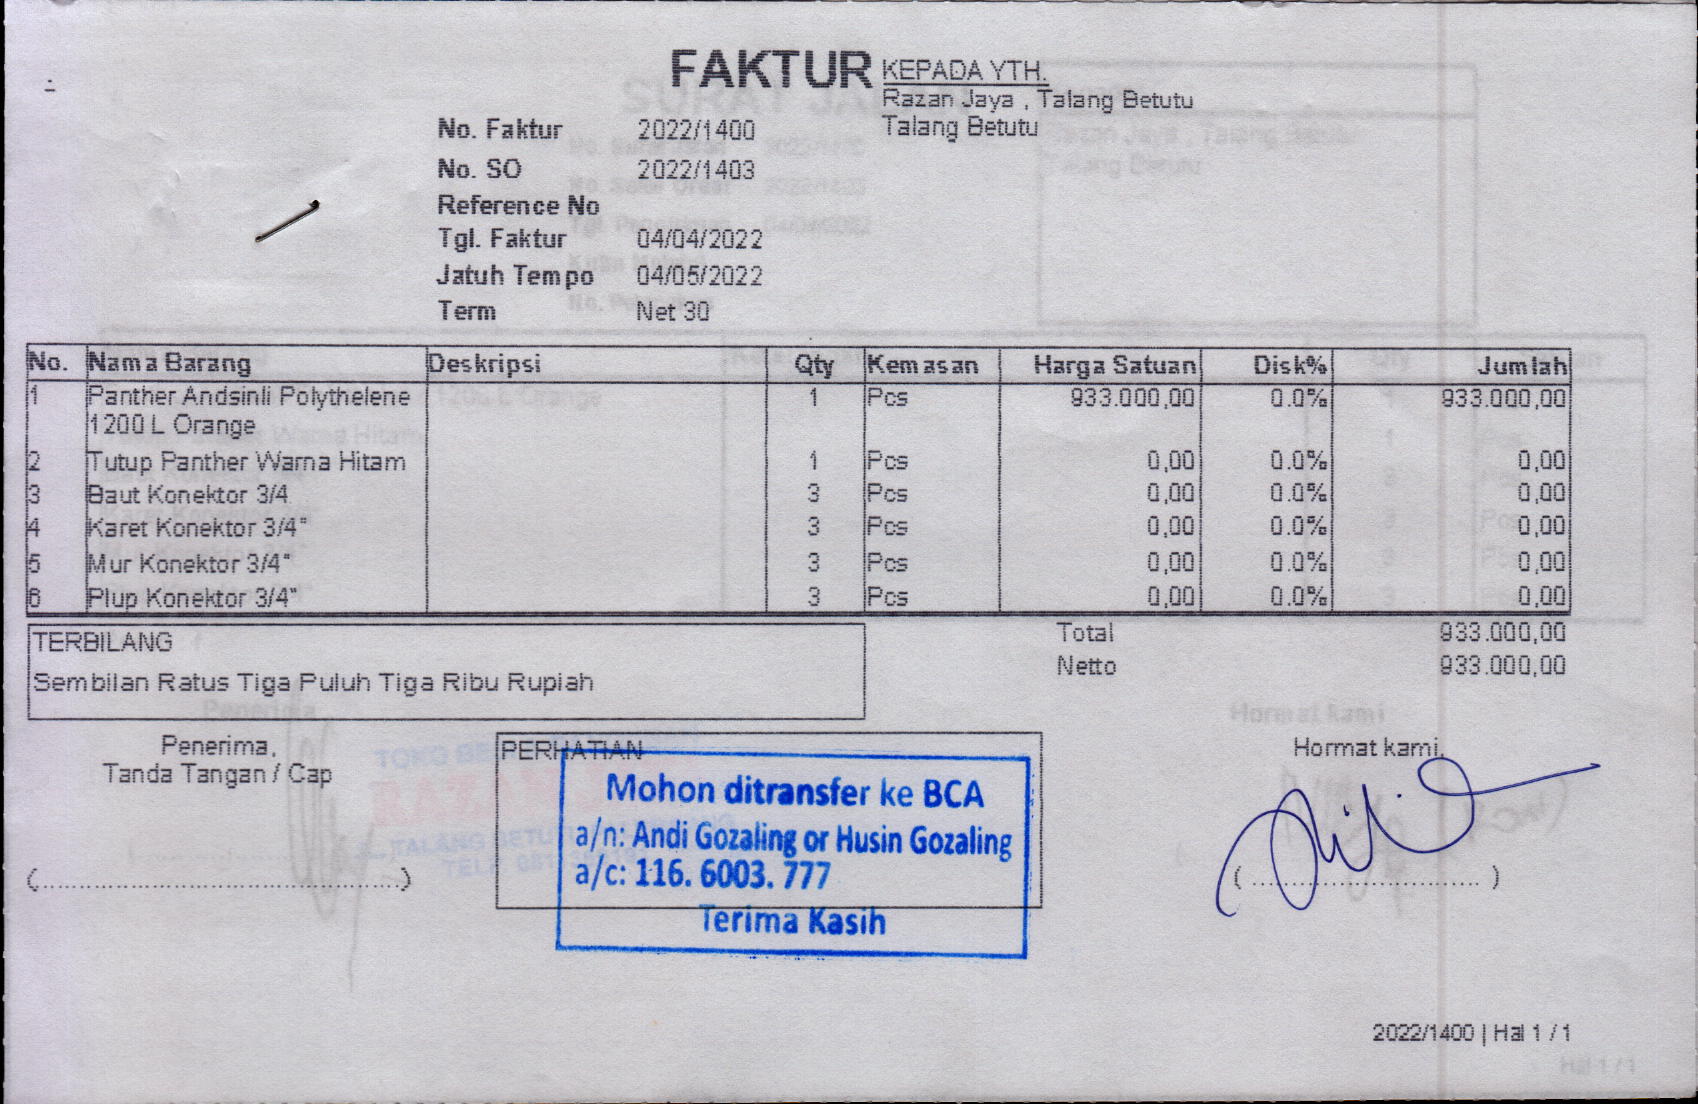 FAKTUR
KEPADA YTH.
Razan Jaya , Talang Betutu
Talang Betutu
No. Faktur 2022/1400
No. SO 2022/1403
Reference No
Tgl. Faktur 04/04/2022
Jatuh Tempo 04/05/2022
Term Net 30
No. Nama Barang Deskripsi Qty Kemasan Harga Satuan Disk% Jumlah
1 Panther Andsinli Polythelene 1 Pcs 933.000,00 0.0% 933.000,00
1200 L Orange
2 Tutup Panther Warna Hitam 1 Pcs 0,00 0.0% 0,00
3 Baut Konektor 3/4 3 Pcs 0,00 0.0% 0,00
4 Karet Konektor 3/4" 3 Pcs 0,00 0.0% 0,00
5 Mur Konektor 3/4" 3 Pcs 0,00 0.0% 0,00
6 Plup Konektor 3/4" 3 Pcs 0,00 0.0% 0,00
TERBILANG
Sembilan Ratus Tiga Puluh Tiga Ribu Rupiah
Total 933.000,00
Netto 933.000,00
Penerima,
Tanda Tangan / Cap
(........................................)
PERHATIAN
Mohon ditransfer ke BCA
a/n: Andi Gozaling or Husin Gozaling
a/c: 116. 6003. 777
Terima Kasih
Hormat kami,
( ............................ )
2022/1400 | Hal 1 / 1